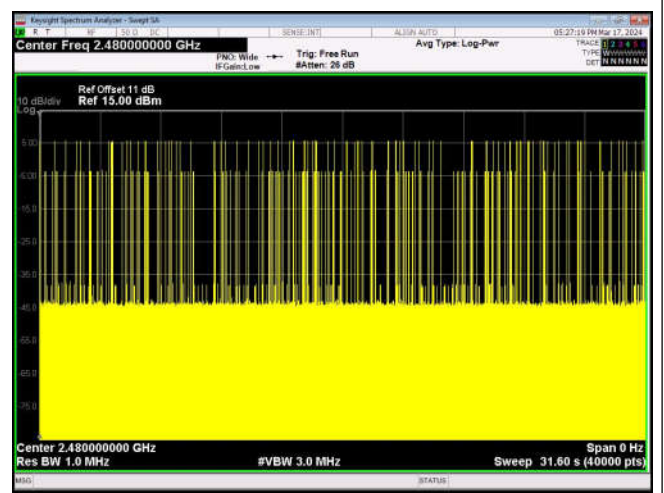 Keysight Spectrum Analyzer - Swept SA
R T RF 50 Ω DC SENSE:INT ALIGN AUTO 05:27:19 PM Mar 17, 2024
Center Freq 2.480000000 GHz
PNO: Wide
IFGain:Low
Trig: Free Run
#Atten: 26 dB
Avg Type: Log-Pwr
TRACE 1 2 3 4 5 6
TYPE
DET N N N N N N
Ref Offset 11 dB
10 dB/div Ref 15.00 dBm
Log
5.00
-5.00
-15.0
-25.0
-35.0
-45.0
-55.0
-65.0
-75.0
Center 2.480000000 GHz Span 0 Hz
Res BW 1.0 MHz #VBW 3.0 MHz Sweep 31.60 s (40000 pts)
MSG STATUS